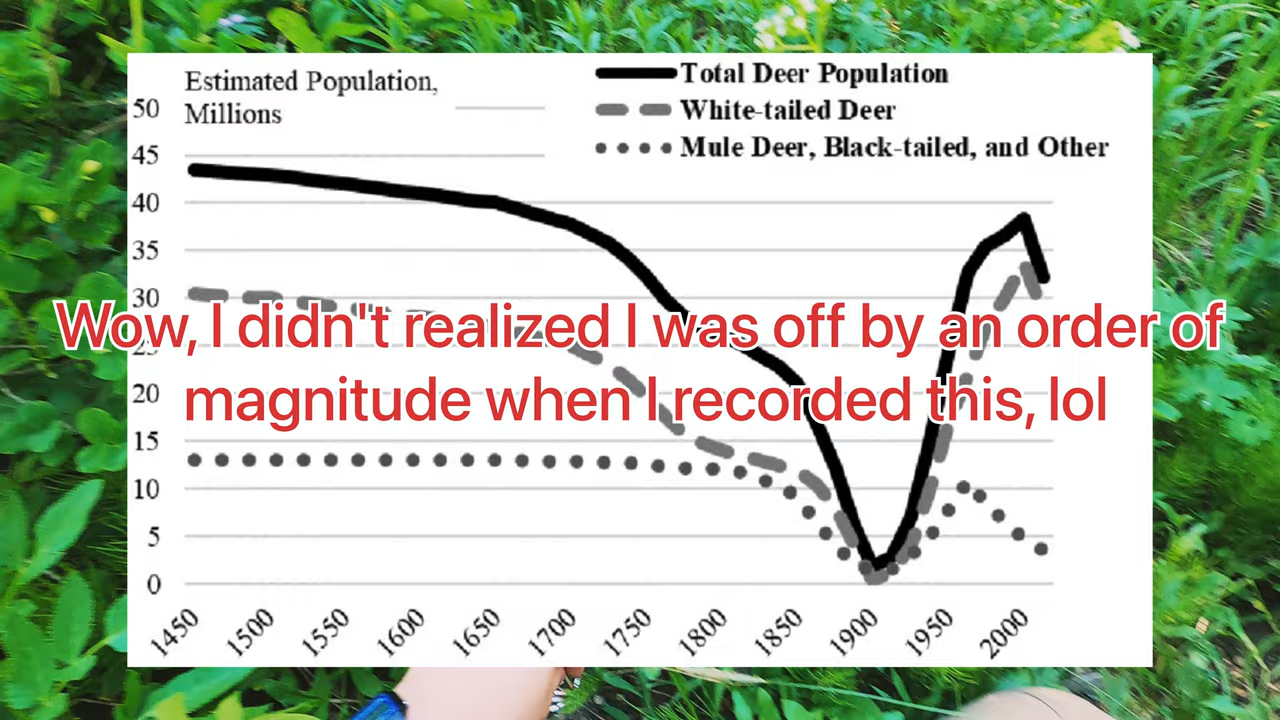 Estimated Population,
Millions
Total Deer Population
White-tailed Deer
Mule Deer, Black-tailed, and Other
50
45
40
35
30
Wow, I didn't realized I was off by an order of
magnitude when I recorded this, lol
20
15
10
5
0
1450 1500 1550 1600 1650 1700 1750 1800 1850 1900 1950 2000